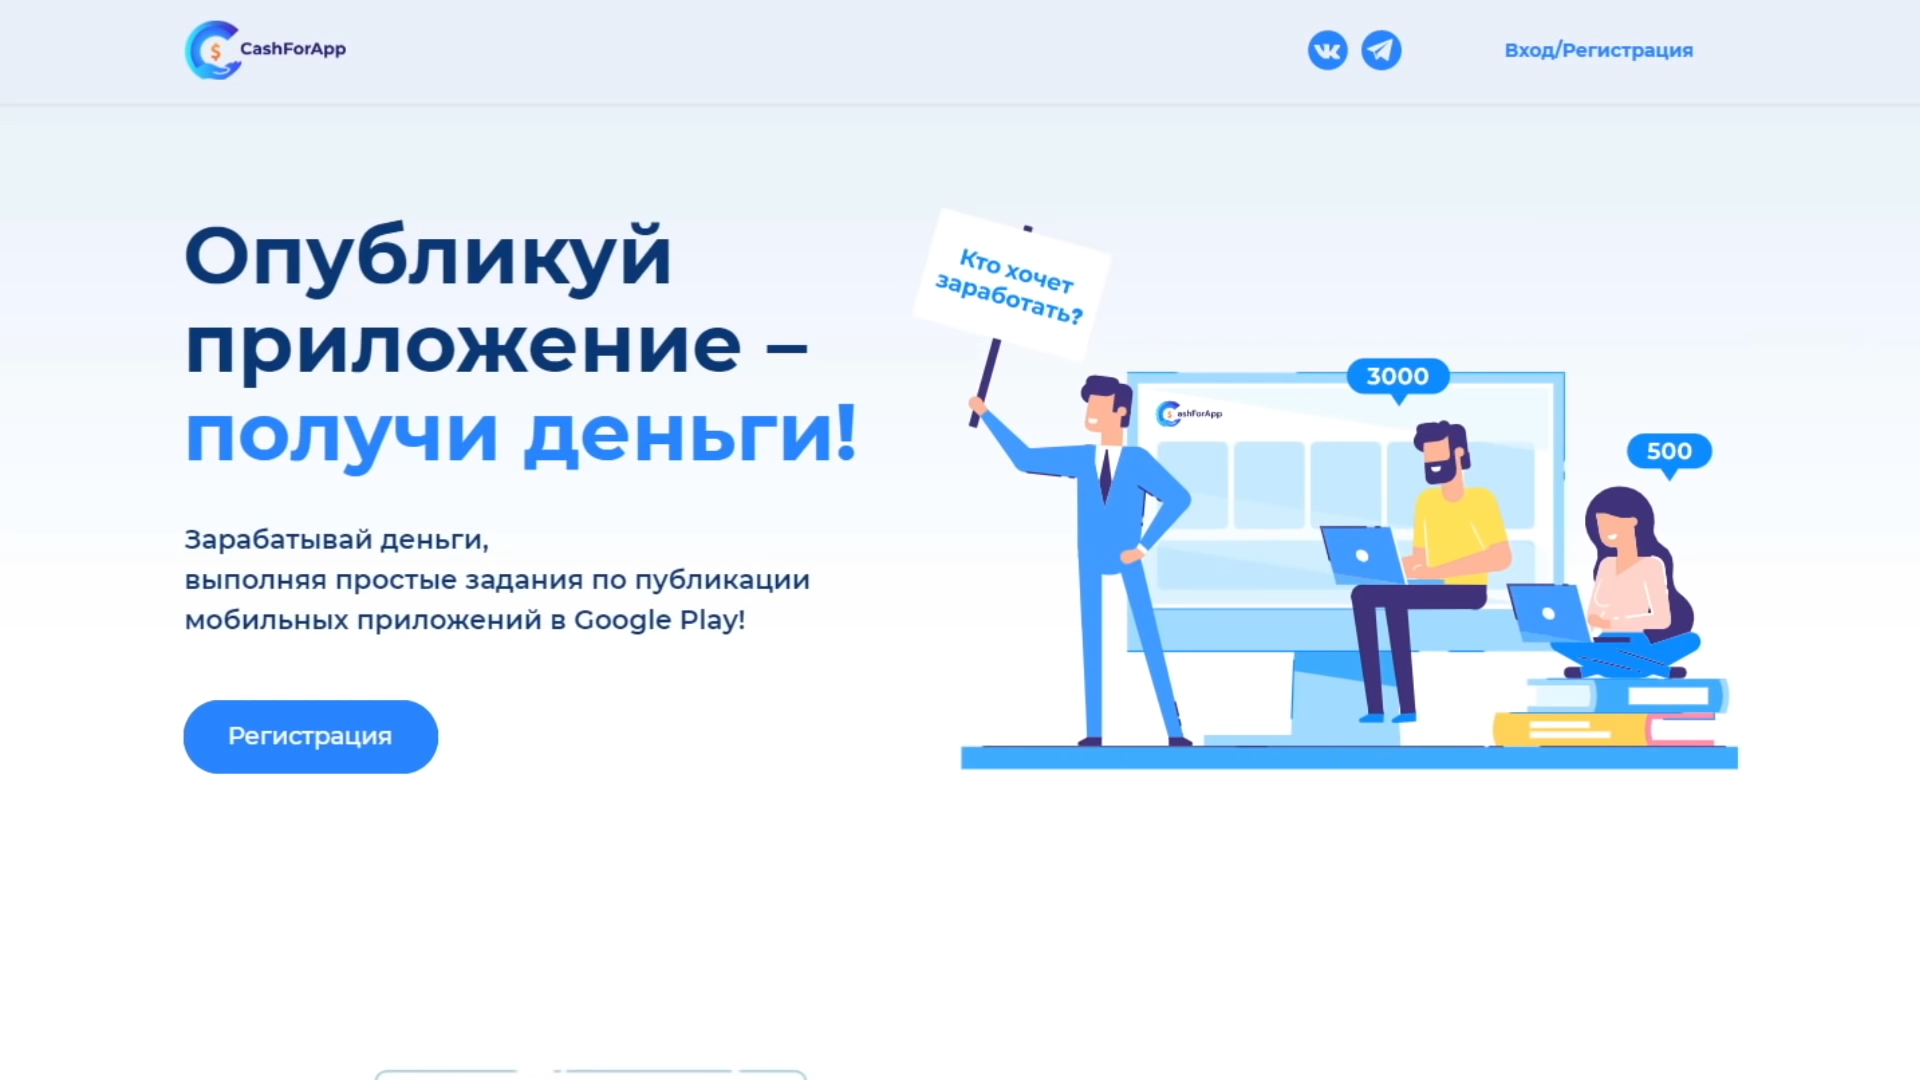 CashForApp
Вход/Регистрация
Опубликуй
приложение –
получи деньги!
Зарабатывай деньги,
выполняя простые задания по публикации
мобильных приложений в Google Play!
Регистрация
Кто хочет
заработать?
3000
ashForApp
500